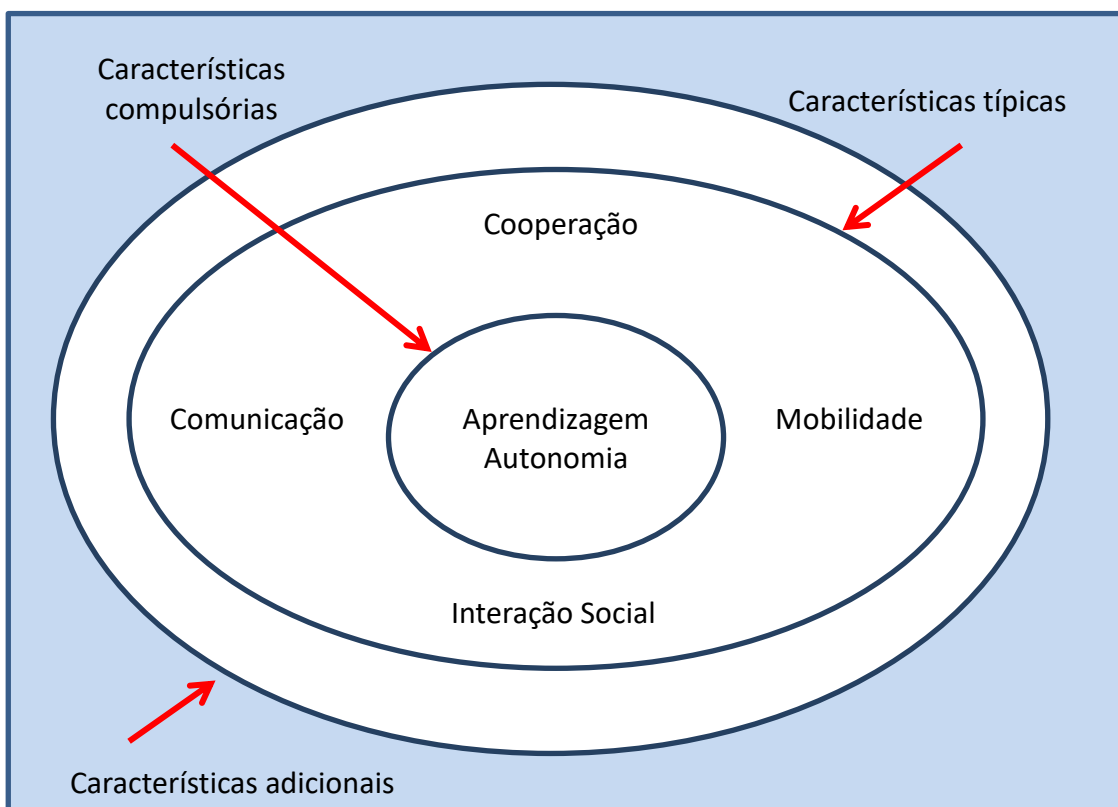 Características
compulsórias
Características típicas
Cooperação
Comunicação
Aprendizagem
Autonomia
Mobilidade
Interação Social
Características adicionais